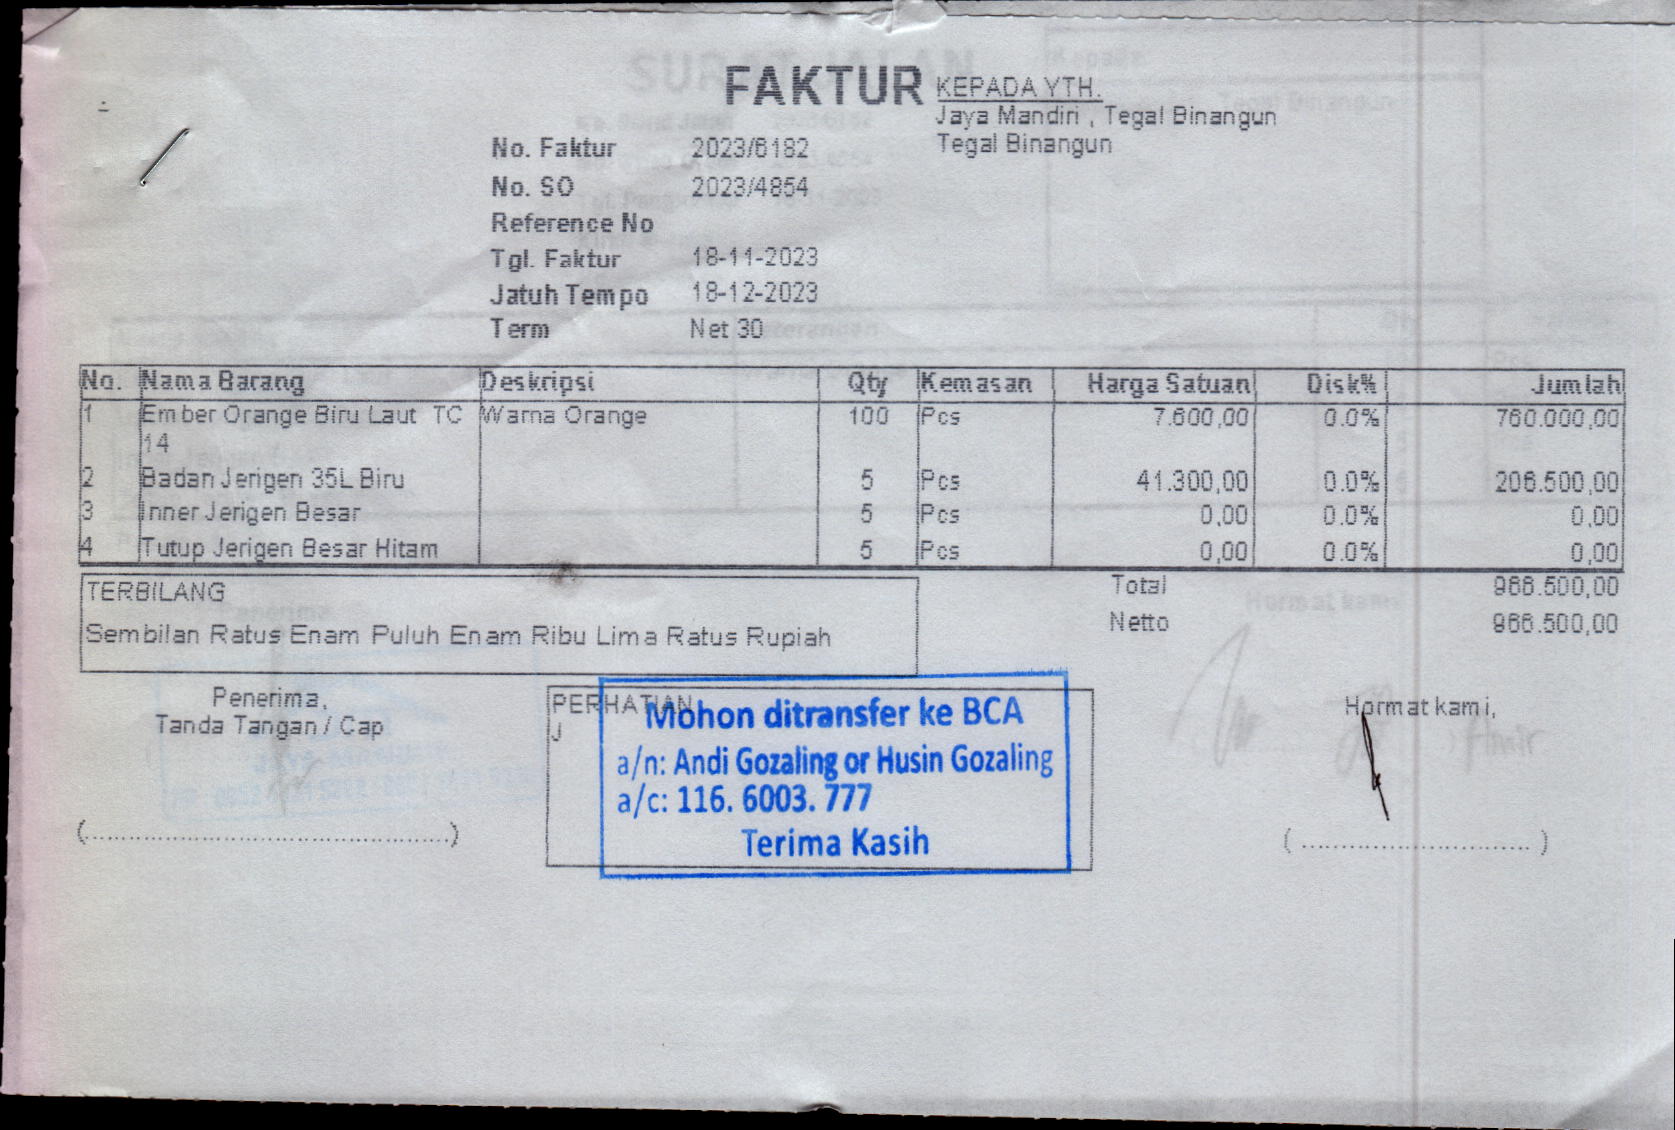 FAKTUR
KEPADA YTH.
Jaya Mandiri , Tegal Binangun
Tegal Binangun
No. Faktur 2023/6182
No. SO 2023/4854
Reference No
Tgl. Faktur 18-11-2023
Jatuh Tempo 18-12-2023
Term Net 30
No. Nama Barang Deskripsi Qty Kemasan Harga Satuan Disk% Jumlah
1 Ember Orange Biru Laut TC Warna Orange 100 Pcs 7.600,00 0.0% 760.000,00
14
2 Badan Jerigen 35L Biru 5 Pcs 41.300,00 0.0% 206.500,00
3 Inner Jerigen Besar 5 Pcs 0,00 0.0% 0,00
4 Tutup Jerigen Besar Hitam 5 Pcs 0,00 0.0% 0,00
TERBILANG
Sembilan Ratus Enam Puluh Enam Ribu Lima Ratus Rupiah
Total 966.500,00
Netto 966.500,00
Penerima,
Tanda Tangan / Cap
PERHATIAN
J
Mohon ditransfer ke BCA
a/n: Andi Gozaling or Husin Gozaling
a/c: 116. 6003. 777
Terima Kasih
Hormat kami,
(..........................................)
( ............................ )